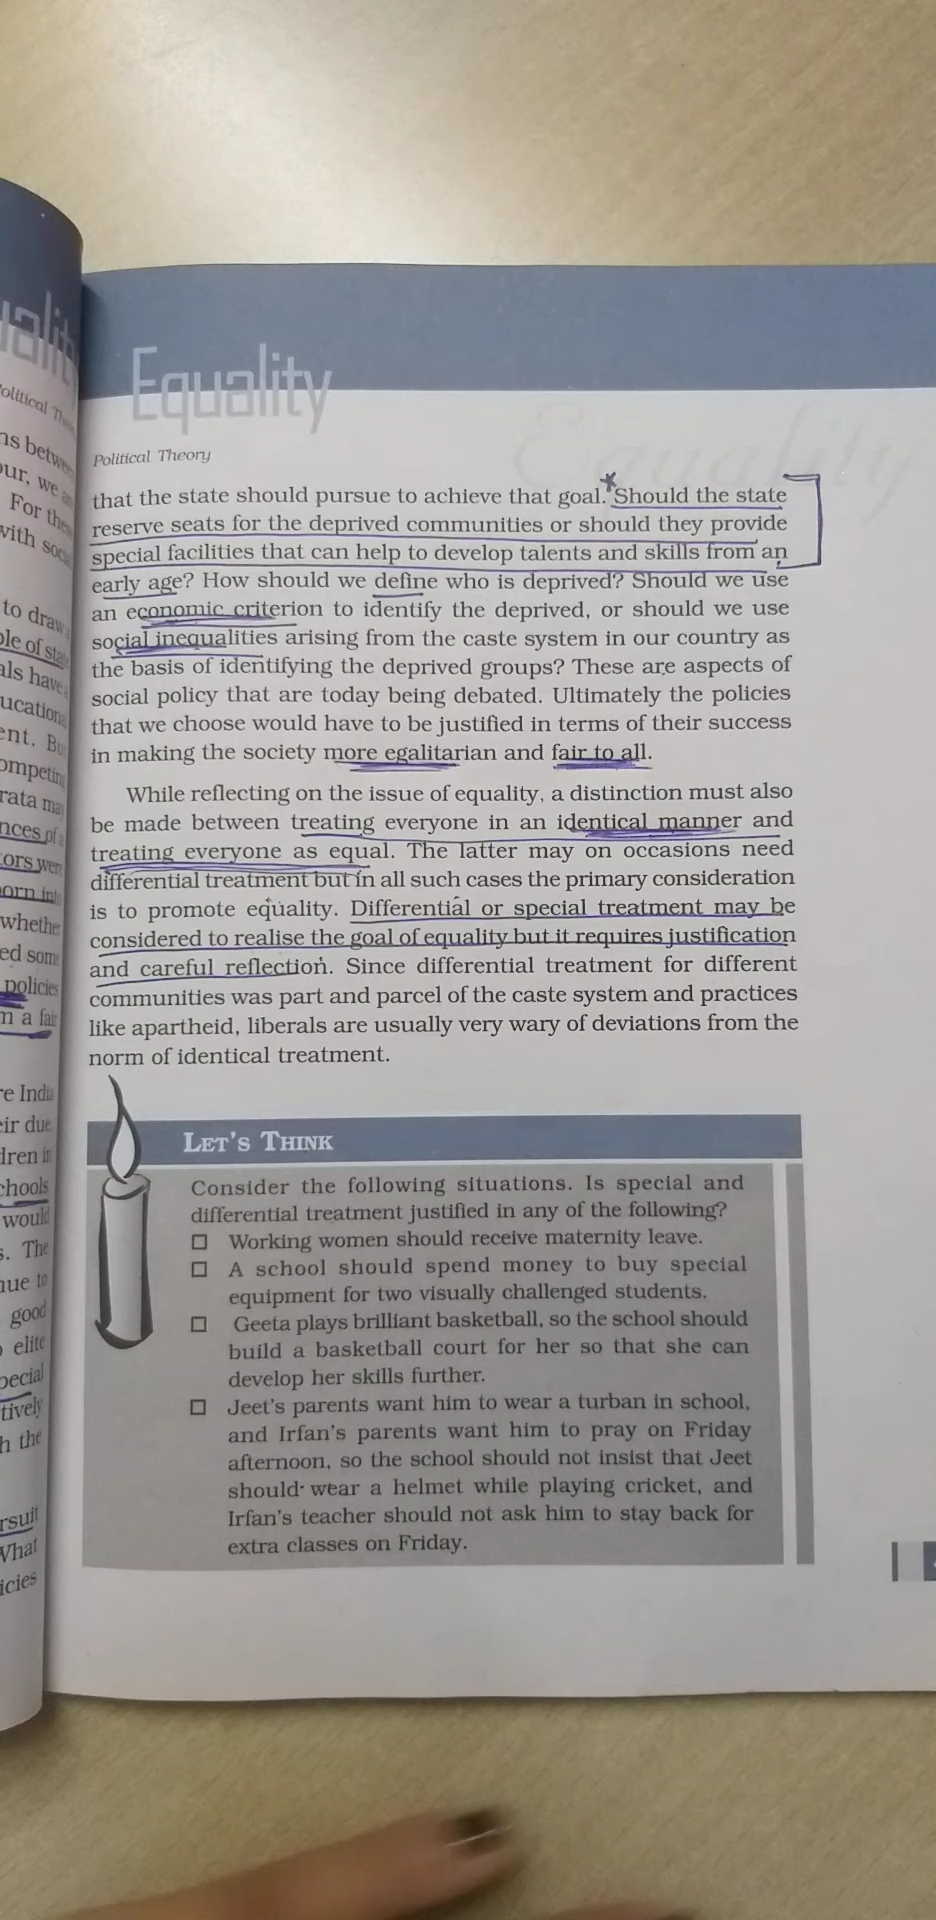 Equality
Political Theory
that the state should pursue to achieve that goal. Should the state
reserve seats for the deprived communities or should they provide
special facilities that can help to develop talents and skills from an
early age? How should we define who is deprived? Should we use
an economic criterion to identify the deprived, or should we use
social inequalities arising from the caste system in our country as
the basis of identifying the deprived groups? These are aspects of
social policy that are today being debated. Ultimately the policies
that we choose would have to be justified in terms of their success
in making the society more egalitarian and fair to all.
While reflecting on the issue of equality, a distinction must also
be made between treating everyone in an identical manner and
treating everyone as equal. The latter may on occasions need
differential treatment but in all such cases the primary consideration
is to promote equality. Differential or special treatment may be
considered to realise the goal of equality but it requires justification
and careful reflection. Since differential treatment for different
communities was part and parcel of the caste system and practices
like apartheid, liberals are usually very wary of deviations from the
norm of identical treatment.
LET'S THINK
Consider the following situations. Is special and
differential treatment justified in any of the following?
Working women should receive maternity leave.
A school should spend money to buy special
equipment for two visually challenged students.
Geeta plays brilliant basketball, so the school should
build a basketball court for her so that she can
develop her skills further.
Jeet's parents want him to wear a turban in school,
and Irfan's parents want him to pray on Friday
afternoon, so the school should not insist that Jeet
should wear a helmet while playing cricket, and
Irfan's teacher should not ask him to stay back for
extra classes on Friday.